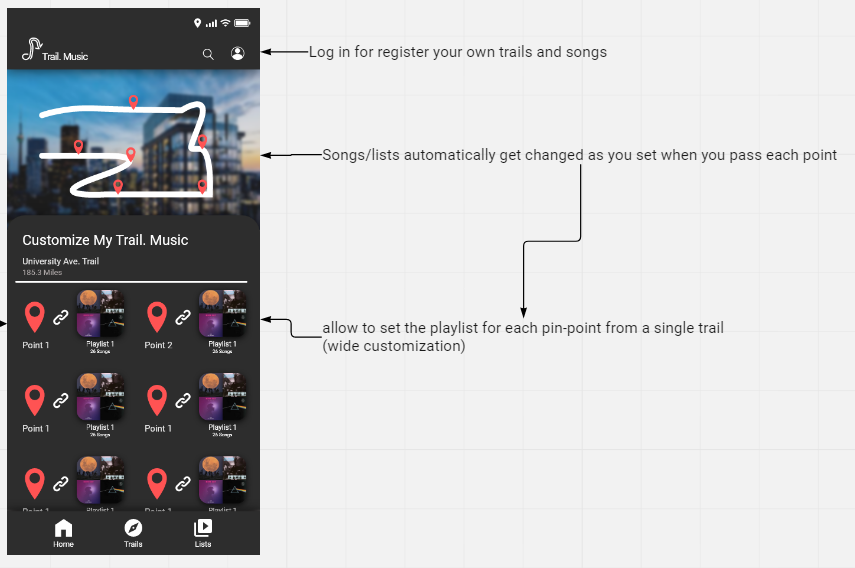 Trail. Music
Log in for register your own trails and songs
Songs/lists automatically get changed as you set when you pass each point
Customize My Trail. Music
University Ave. Trail
185.3 Miles
allow to set the playlist for each pin-point from a single trail
(wide customization)
Point 1
Playlist 1
26 Songs
Point 2
Playlist 1
26 Songs
Point 1
Playlist 1
26 Songs
Point 1
Playlist 1
26 Songs
Point 1
Playlist 1
Point 1
Playlist 1
Home
Trails
Lists